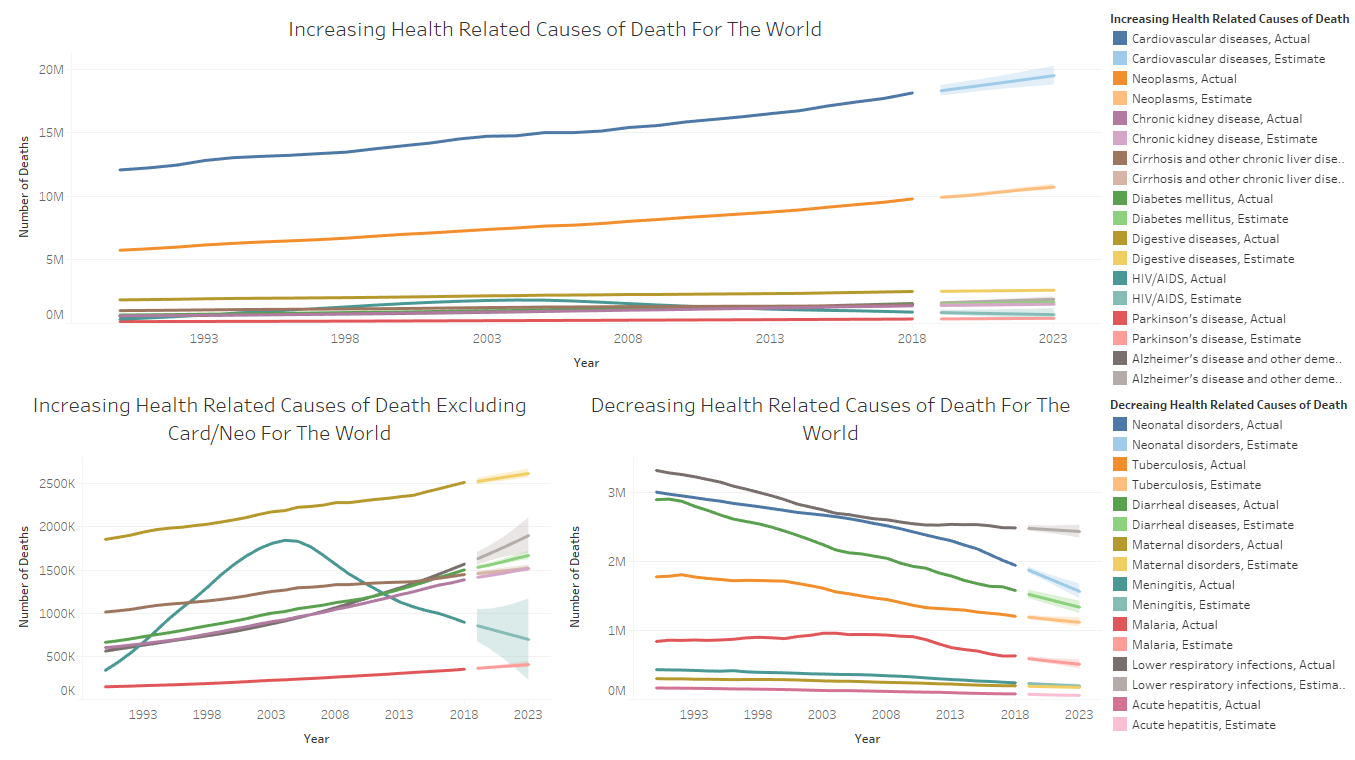 Increasing Health Related Causes of Death For The World
Number of Deaths
20M
15M
10M
5M
0M
1993 1998 2003 2008 2013 2018 2023
Year
Increasing Health Related Causes of Death
Cardiovascular diseases, Actual
Cardiovascular diseases, Estimate
Neoplasms, Actual
Neoplasms, Estimate
Chronic kidney disease, Actual
Chronic kidney disease, Estimate
Cirrhosis and other chronic liver dise..
Cirrhosis and other chronic liver dise..
Diabetes mellitus, Actual
Diabetes mellitus, Estimate
Digestive diseases, Actual
Digestive diseases, Estimate
HIV/AIDS, Actual
HIV/AIDS, Estimate
Parkinson's disease, Actual
Parkinson's disease, Estimate
Alzheimer's disease and other deme..
Alzheimer's disease and other deme..
Increasing Health Related Causes of Death Excluding
Card/Neo For The World
Number of Deaths
2500K
2000K
1500K
1000K
500K
0K
1993 1998 2003 2008 2013 2018 2023
Year
Decreasing Health Related Causes of Death For The
World
Number of Deaths
3M
2M
1M
0M
1993 1998 2003 2008 2013 2018 2023
Year
Decreaing Health Related Causes of Death
Neonatal disorders, Actual
Neonatal disorders, Estimate
Tuberculosis, Actual
Tuberculosis, Estimate
Diarrheal diseases, Actual
Diarrheal diseases, Estimate
Maternal disorders, Actual
Maternal disorders, Estimate
Meningitis, Actual
Meningitis, Estimate
Malaria, Actual
Malaria, Estimate
Lower respiratory infections, Actual
Lower respiratory infections, Estima..
Acute hepatitis, Actual
Acute hepatitis, Estimate